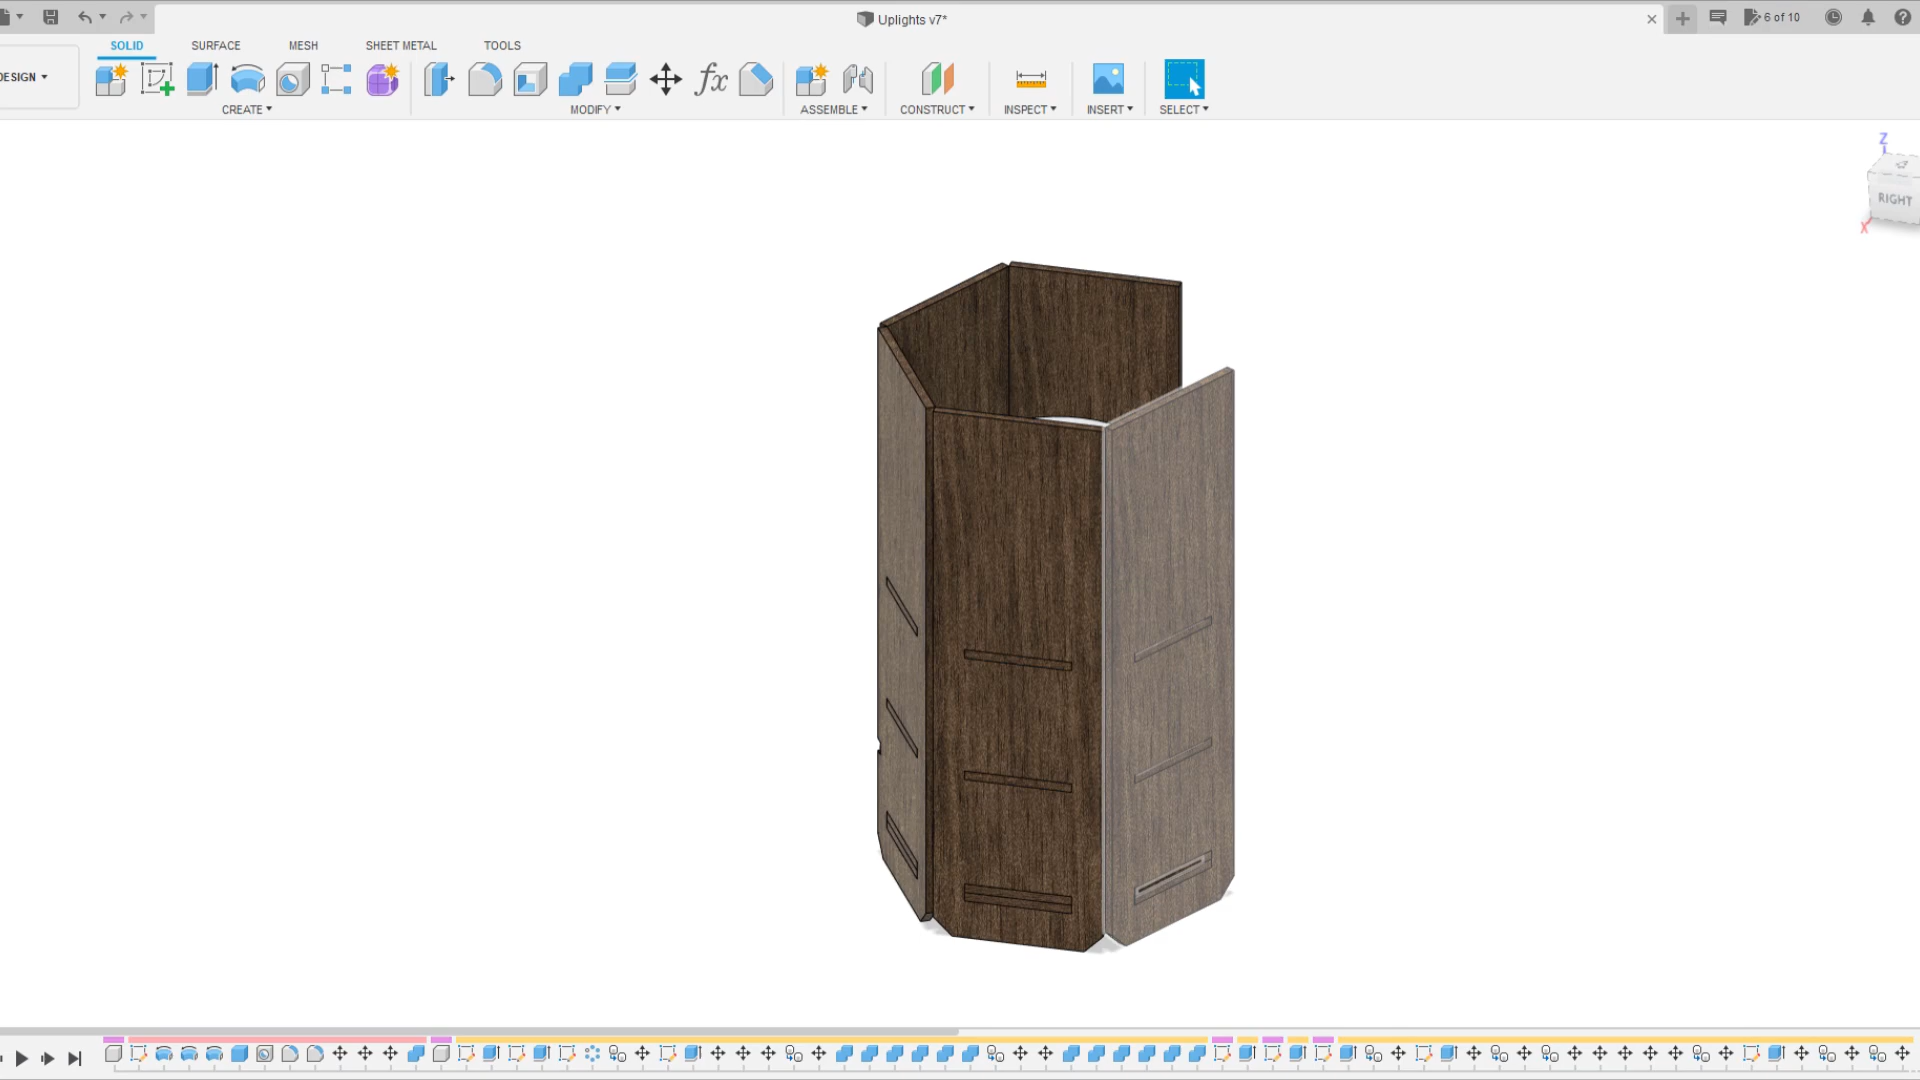 Uplights v7*
6 of 10
SOLID SURFACE MESH SHEET METAL TOOLS
ESIGN
fx
CREATE MODIFY ASSEMBLE CONSTRUCT INSPECT INSERT SELECT
Z
RIGHT
X